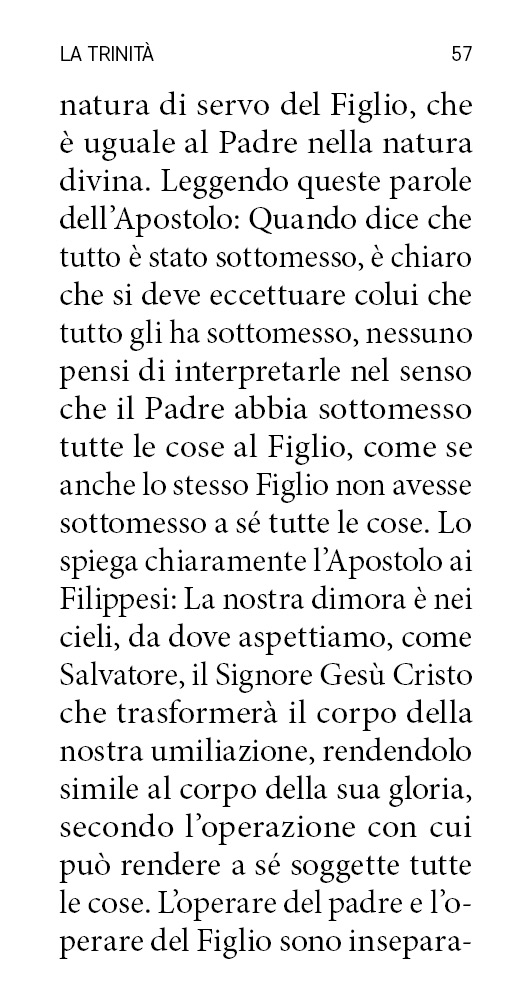 LA TRINITÀ 57
natura di servo del Figlio, che
è uguale al Padre nella natura
divina. Leggendo queste parole
dell’Apostolo: Quando dice che
tutto è stato sottomesso, è chiaro
che si deve eccettuare colui che
tutto gli ha sottomesso, nessuno
pensi di interpretarle nel senso
che il Padre abbia sottomesso
tutte le cose al Figlio, come se
anche lo stesso Figlio non avesse
sottomesso a sé tutte le cose. Lo
spiega chiaramente l’Apostolo ai
Filippesi: La nostra dimora è nei
cieli, da dove aspettiamo, come
Salvatore, il Signore Gesù Cristo
che trasformerà il corpo della
nostra umiliazione, rendendolo
simile al corpo della sua gloria,
secondo l’operazione con cui
può rendere a sé soggette tutte
le cose. L’operare del padre e l’o-
perare del Figlio sono insepara-